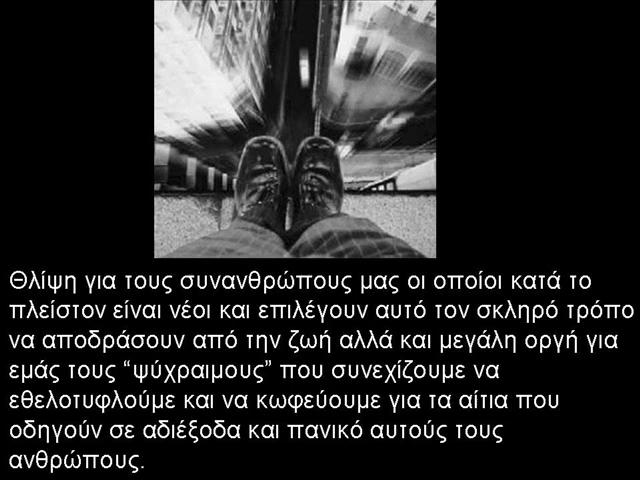 Θλίψη για τους συνανθρώπους μας οι οποίοι κατά το
πλείστον είναι νέοι και επιλέγουν αυτό τον σκληρό τρόπο
να αποδράσουν από την ζωή αλλά και μεγάλη οργή για
εμάς τους “ψύχραιμους” που συνεχίζουμε να
εθελοτυφλούμε και να κωφεύουμε για τα αίτια που
οδηγούν σε αδιέξοδα και πανικό αυτούς τους
ανθρώπους.